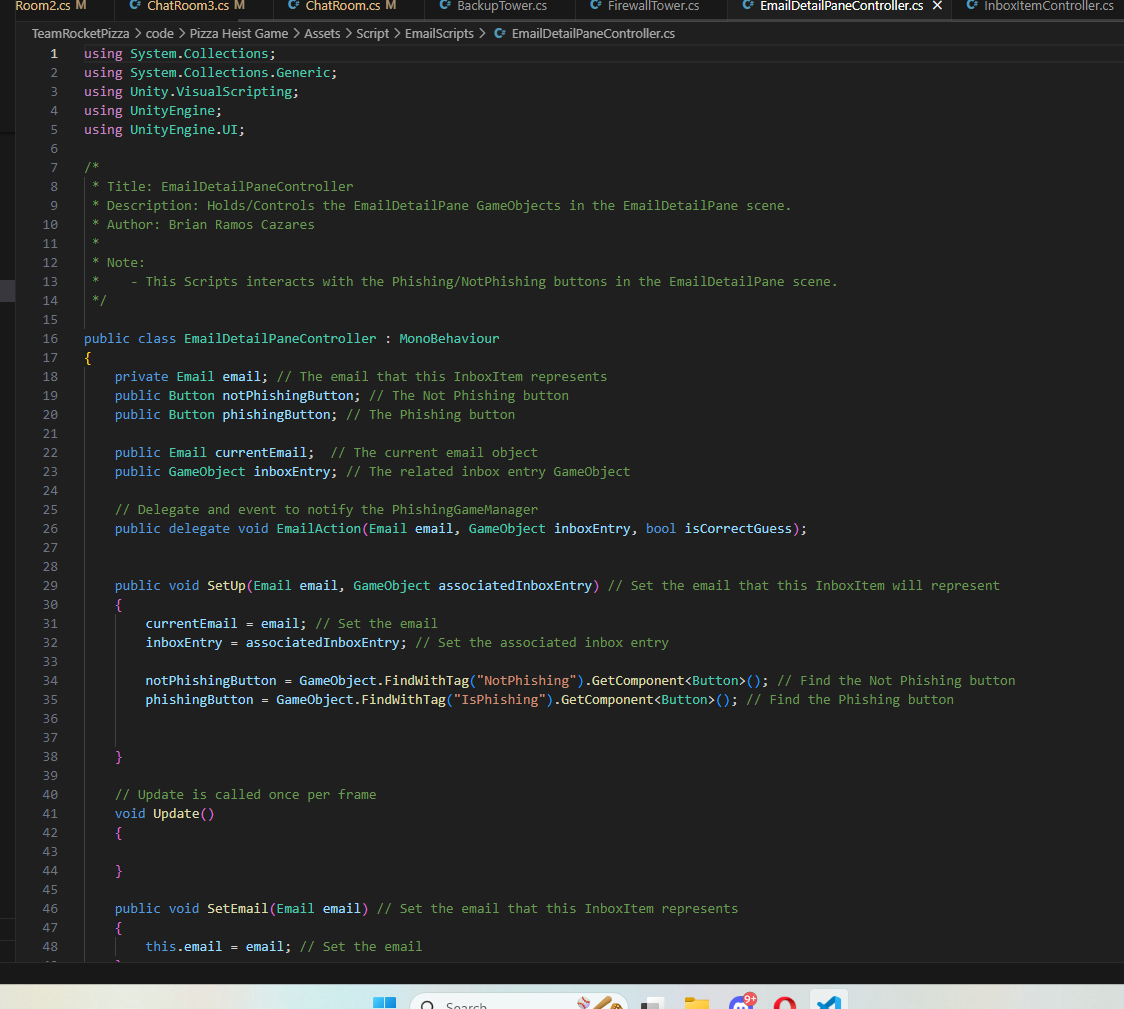 Room2.cs M ChatRoom3.cs M ChatRoom.cs M BackupTower.cs FirewallTower.cs EmailDetailPaneController.cs InboxItemController.cs
TeamRocketPizza > code > Pizza Heist Game > Assets > Script > EmailScripts > EmailDetailPaneController.cs
1 using System.Collections;
2 using System.Collections.Generic;
3 using Unity.VisualScripting;
4 using UnityEngine;
5 using UnityEngine.UI;
6
7 /*
8  * Title: EmailDetailPaneController
9  * Description: Holds/Controls the EmailDetailPane GameObjects in the EmailDetailPane scene.
10  * Author: Brian Ramos Cazares
11  *
12  * Note:
13  *    - This Scripts interacts with the Phishing/NotPhishing buttons in the EmailDetailPane scene.
14  */
15
16 public class EmailDetailPaneController : MonoBehaviour
17 {
18     private Email email; // The email that this InboxItem represents
19     public Button notPhishingButton; // The Not Phishing button
20     public Button phishingButton; // The Phishing button
21
22     public Email currentEmail;  // The current email object
23     public GameObject inboxEntry; // The related inbox entry GameObject
24
25     // Delegate and event to notify the PhishingGameManager
26     public delegate void EmailAction(Email email, GameObject inboxEntry, bool isCorrectGuess);
27
28
29     public void SetUp(Email email, GameObject associatedInboxEntry) // Set the email that this InboxItem will represent
30     {
31         currentEmail = email; // Set the email
32         inboxEntry = associatedInboxEntry; // Set the associated inbox entry
33
34         notPhishingButton = GameObject.FindWithTag("NotPhishing").GetComponent<Button>(); // Find the Not Phishing button
35         phishingButton = GameObject.FindWithTag("IsPhishing").GetComponent<Button>(); // Find the Phishing button
36
37
38     }
39
40     // Update is called once per frame
41     void Update()
42     {
43
44     }
45
46     public void SetEmail(Email email) // Set the email that this InboxItem represents
47     {
48         this.email = email; // Set the email
Search
9+